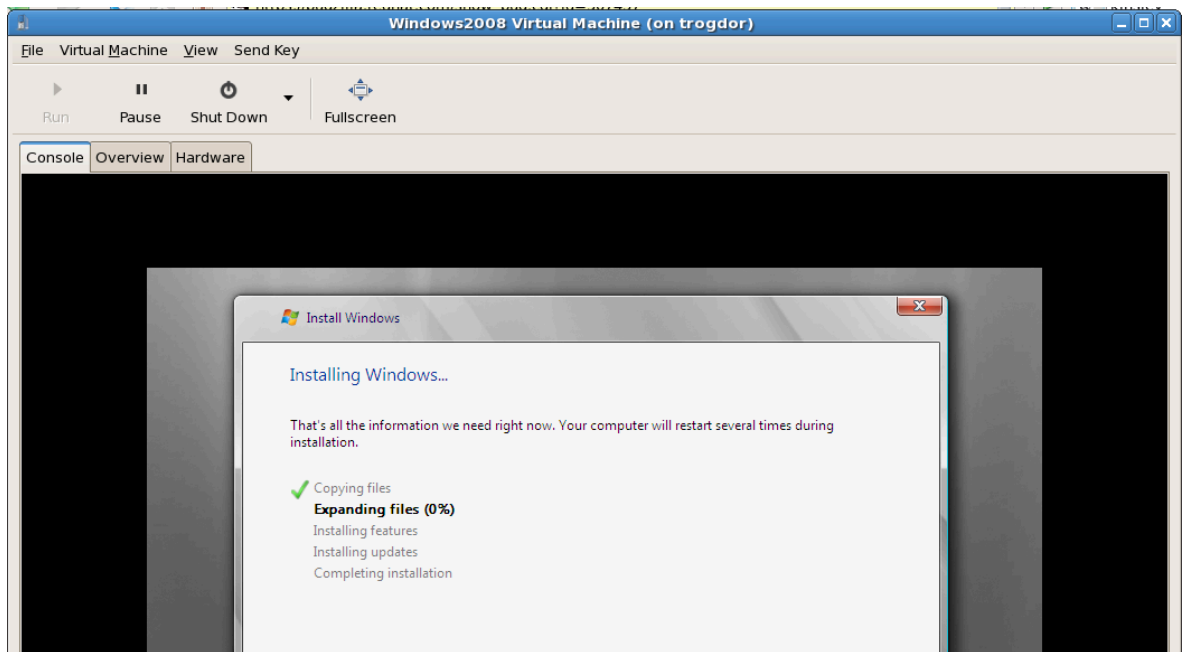 Windows2008 Virtual Machine (on trogdor)
File Virtual Machine View Send Key
Run Pause Shut Down Fullscreen
Console Overview Hardware
Install Windows
Installing Windows...
That's all the information we need right now. Your computer will restart several times during
installation.
Copying files
Expanding files (0%)
Installing features
Installing updates
Completing installation